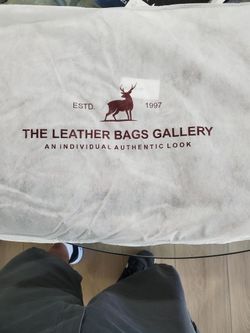 ESTD. 1997
THE LEATHER BAGS GALLERY
AN INDIVIDUAL AUTHENTIC LOOK